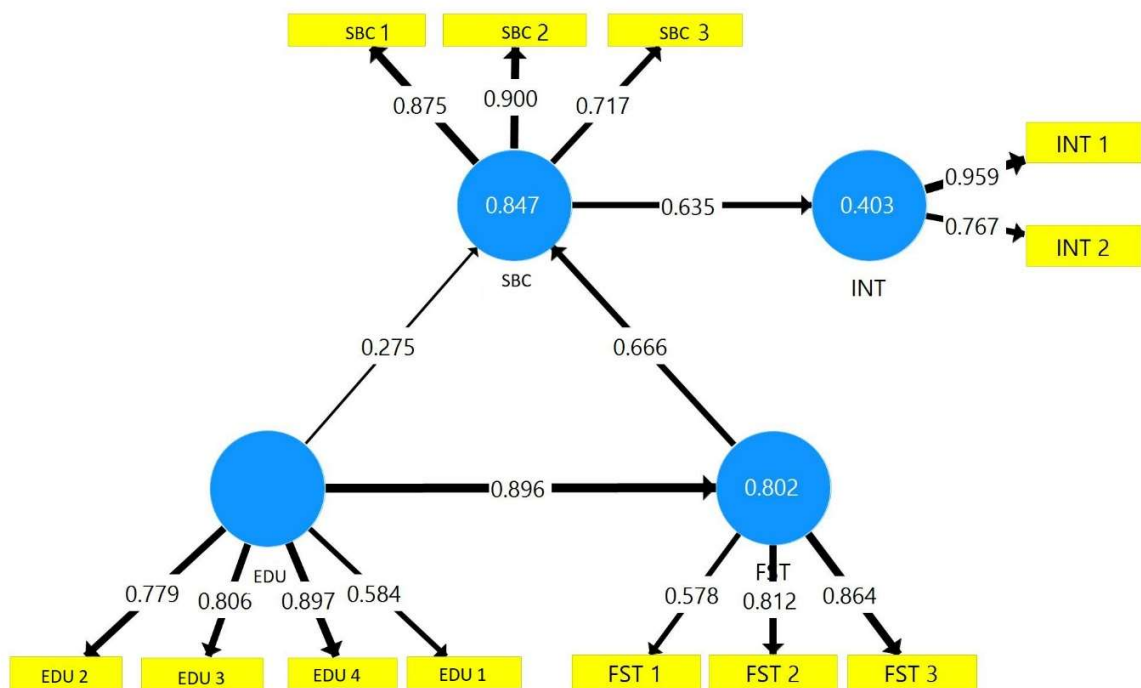 SBC 1
SBC 2
SBC 3
0.875
0.900
0.717
INT 1
0.959
0.847
0.635
0.403
0.767
INT 2
SBC
INT
0.275
0.666
0.896
0.802
EDU
FST
0.779
0.806
0.897
0.584
0.578
0.812
0.864
EDU 2
EDU 3
EDU 4
EDU 1
FST 1
FST 2
FST 3